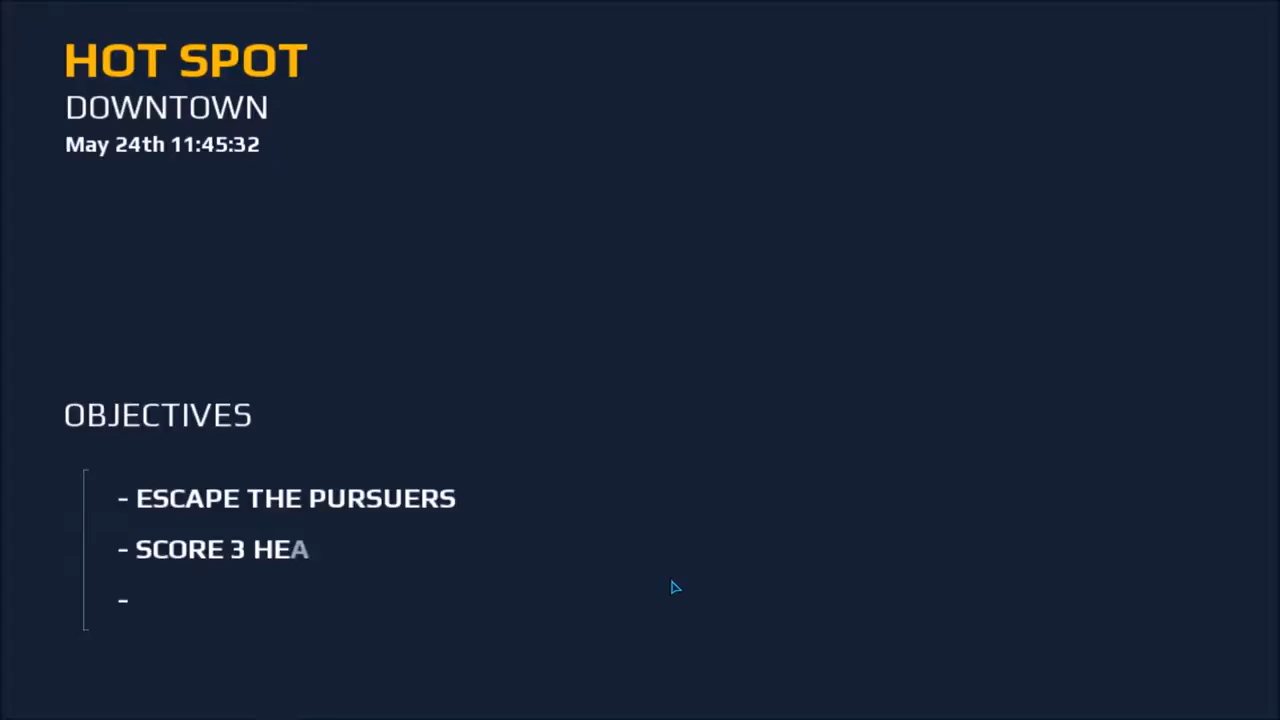 HOT SPOT
DOWNTOWN
May 24th 11:45:32
OBJECTIVES
- ESCAPE THE PURSUERS
- SCORE 3 HEA
-